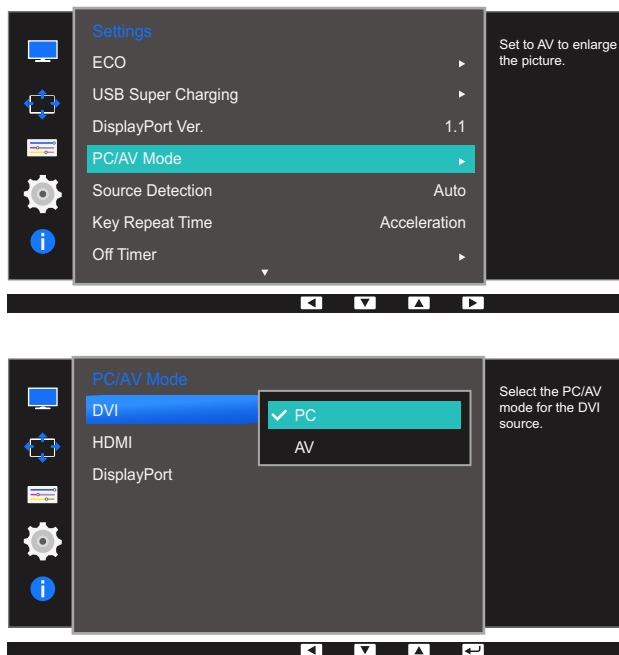 Settings
ECO
USB Super Charging
DisplayPort Ver. 1.1
PC/AV Mode
Source Detection Auto
Key Repeat Time Acceleration
Off Timer
Set to AV to enlarge
the picture.
PC/AV Mode
DVI
HDMI
DisplayPort
PC
AV
Select the PC/AV
mode for the DVI
source.